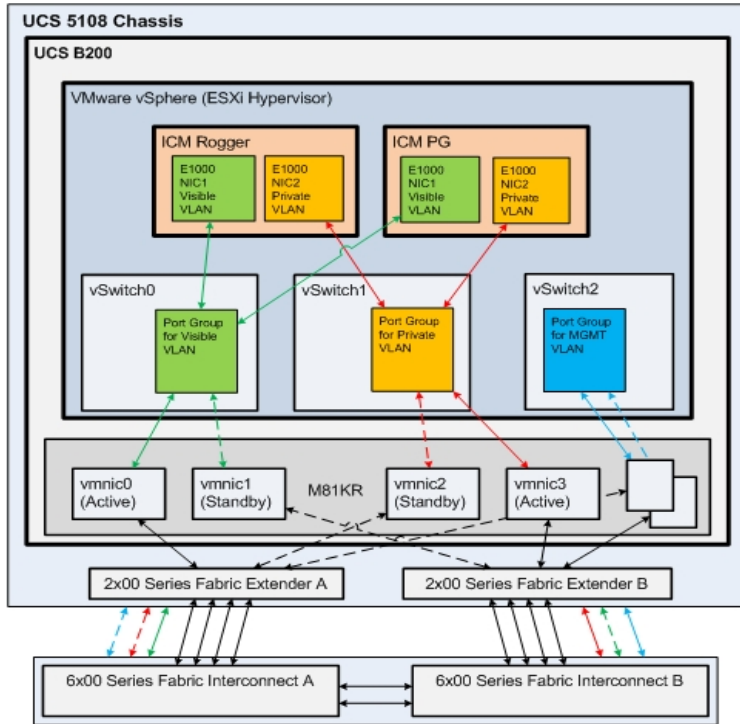 UCS 5108 Chassis
UCS B200
VMware vSphere (ESXi Hypervisor)
ICM Rogger
E1000
NIC1
Visible
VLAN
E1000
NIC2
Private
VLAN
ICM PG
E1000
NIC1
Visible
VLAN
E1000
NIC2
Private
VLAN
vSwitch0
Port Group
for Visible
VLAN
vSwitch1
Port Group
for Private
VLAN
vSwitch2
Port Group
for MGMT
VLAN
vmnic0
(Active)
vmnic1
(Standby)
M81KR
vmnic2
(Standby)
vmnic3
(Active)
2x00 Series Fabric Extender A
2x00 Series Fabric Extender B
6x00 Series Fabric Interconnect A
6x00 Series Fabric Interconnect B